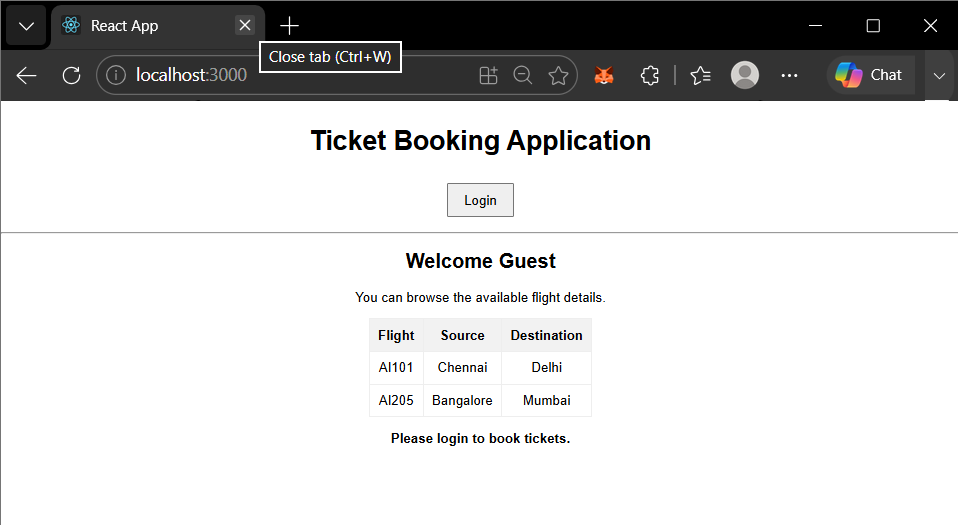 React App
Close tab (Ctrl+W)
localhost:3000
Chat
Ticket Booking Application
Login
Welcome Guest
You can browse the available flight details.
Flight Source Destination
AI101 Chennai Delhi
AI205 Bangalore Mumbai
Please login to book tickets.